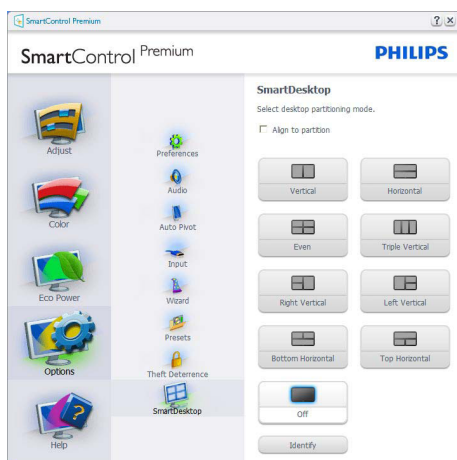 SmartControl Premium
SmartControl Premium
PHILIPS
Adjust
Color
Eco Power
Options
Help
Preferences
Audio
Auto Pivot
Input
Wizard
Presets
Theft Deterrence
SmartDesktop
SmartDesktop
Select desktop partitioning mode.
Align to partition
Vertical
Horizontal
Even
Triple Vertical
Right Vertical
Left Vertical
Bottom Horizontal
Top Horizontal
Off
Identify